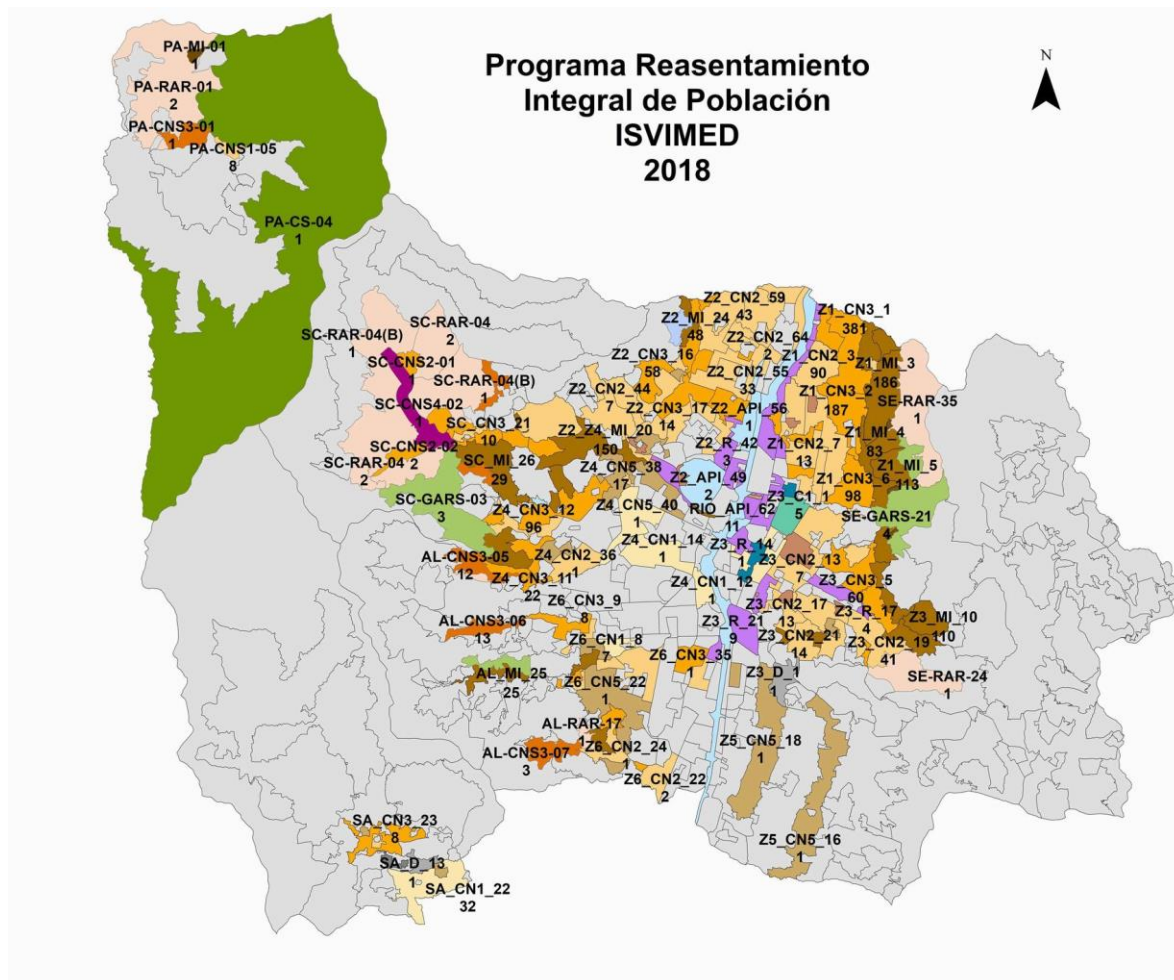 Programa Reasentamiento
Integral de Población
ISVIMED
2018
N
PA-MI-01
1
PA-RAR-01
2
PA-CNS3-01
1
PA-CNS1-05
8
PA-CS-04
1
SC-RAR-04(B)
1
SC-RAR-04
2
SC-CNS2-01
1
SC-RAR-04(B)
1
SC-CNS4-02
1
SC-CNS2-02
2
SC-RAR-04
2
SC_CN3_21
10
SC_MI_26
29
SC-GARS-03
3
Z2_CN2_59
43
Z2_MI_24
48
Z2_CN2_64
2
Z2_CN3_16
58
Z2_CN2_55
33
Z2_CN2_44
7
Z2_CN3_17
14
Z2_API_56
1
Z2_Z4_MI_20
150
Z2_R_42
3
Z2_API_49
2
RIO_API_62
11
Z1_CN3_1
381
Z1_CN2_3
90
Z1_MI_3
186
Z1_CN3_2
187
SE-RAR-35
1
Z1_MI_4
83
Z1_CN2_7
13
Z1_MI_5
113
Z1_CN3_6
98
SE-GARS-21
4
Z3_C1_1
5
Z4_CN5_38
17
Z4_CN3_12
96
Z4_CN5_40
1
Z4_CN1_14
1
Z4_CN2_36
1
Z4_CN3_11
22
Z4_CN1_12
1
Z3_R_14
1
Z3_CN2_13
7
Z3_CN3_5
60
Z3_CN2_17
13
Z3_R_17
4
Z3_MI_10
110
Z3_R_21
9
Z3_CN2_21
14
Z3_CN2_19
41
SE-RAR-24
1
AL-CNS3-05
12
AL-CNS3-06
13
Z6_CN3_9
8
Z6_CN1_8
7
Z6_CN3_35
1
Z3_D_1
1
AL_MI_25
25
Z6_CN5_22
1
AL-RAR-17
1
AL-CNS3-07
3
Z6_CN2_24
1
Z6_CN2_22
2
Z5_CN5_18
1
Z5_CN5_16
1
SA_CN3_23
8
SA_D_13
1
SA_CN1_22
32